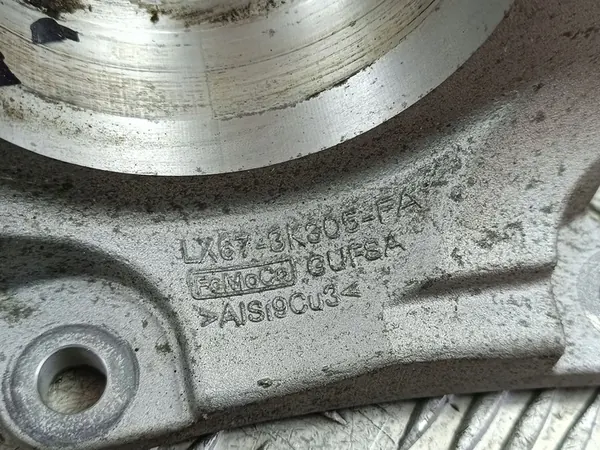 LX67-3K305-FA
FoMoCo GUFSA
>AlSi9Cu3<